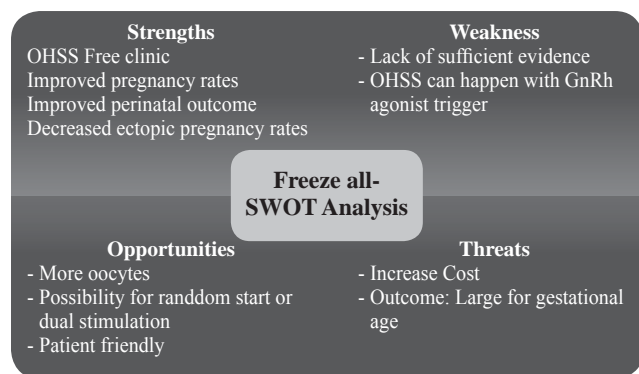 Strengths
OHSS Free clinic
Improved pregnancy rates
Improved perinatal outcome
Decreased ectopic pregnancy rates
Weakness
- Lack of sufficient evidence
- OHSS can happen with GnRh
agonist trigger
Freeze all-
SWOT Analysis
Opportunities
- More oocytes
- Possibility for randdom start or
dual stimulation
- Patient friendly
Threats
- Increase Cost
- Outcome: Large for gestational
age